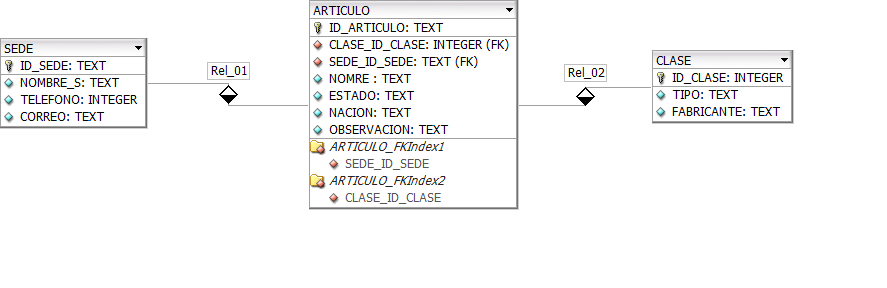 SEDE
ID_SEDE: TEXT
NOMBRE_S: TEXT
TELEFONO: INTEGER
CORREO: TEXT
Rel_01
ARTICULO
ID_ARTICULO: TEXT
CLASE_ID_CLASE: INTEGER (FK)
SEDE_ID_SEDE: TEXT (FK)
NOMRE : TEXT
ESTADO: TEXT
NACION: TEXT
OBSERVACION: TEXT
ARTICULO_FKIndex1
SEDE_ID_SEDE
ARTICULO_FKIndex2
CLASE_ID_CLASE
Rel_02
CLASE
ID_CLASE: INTEGER
TIPO: TEXT
FABRICANTE: TEXT